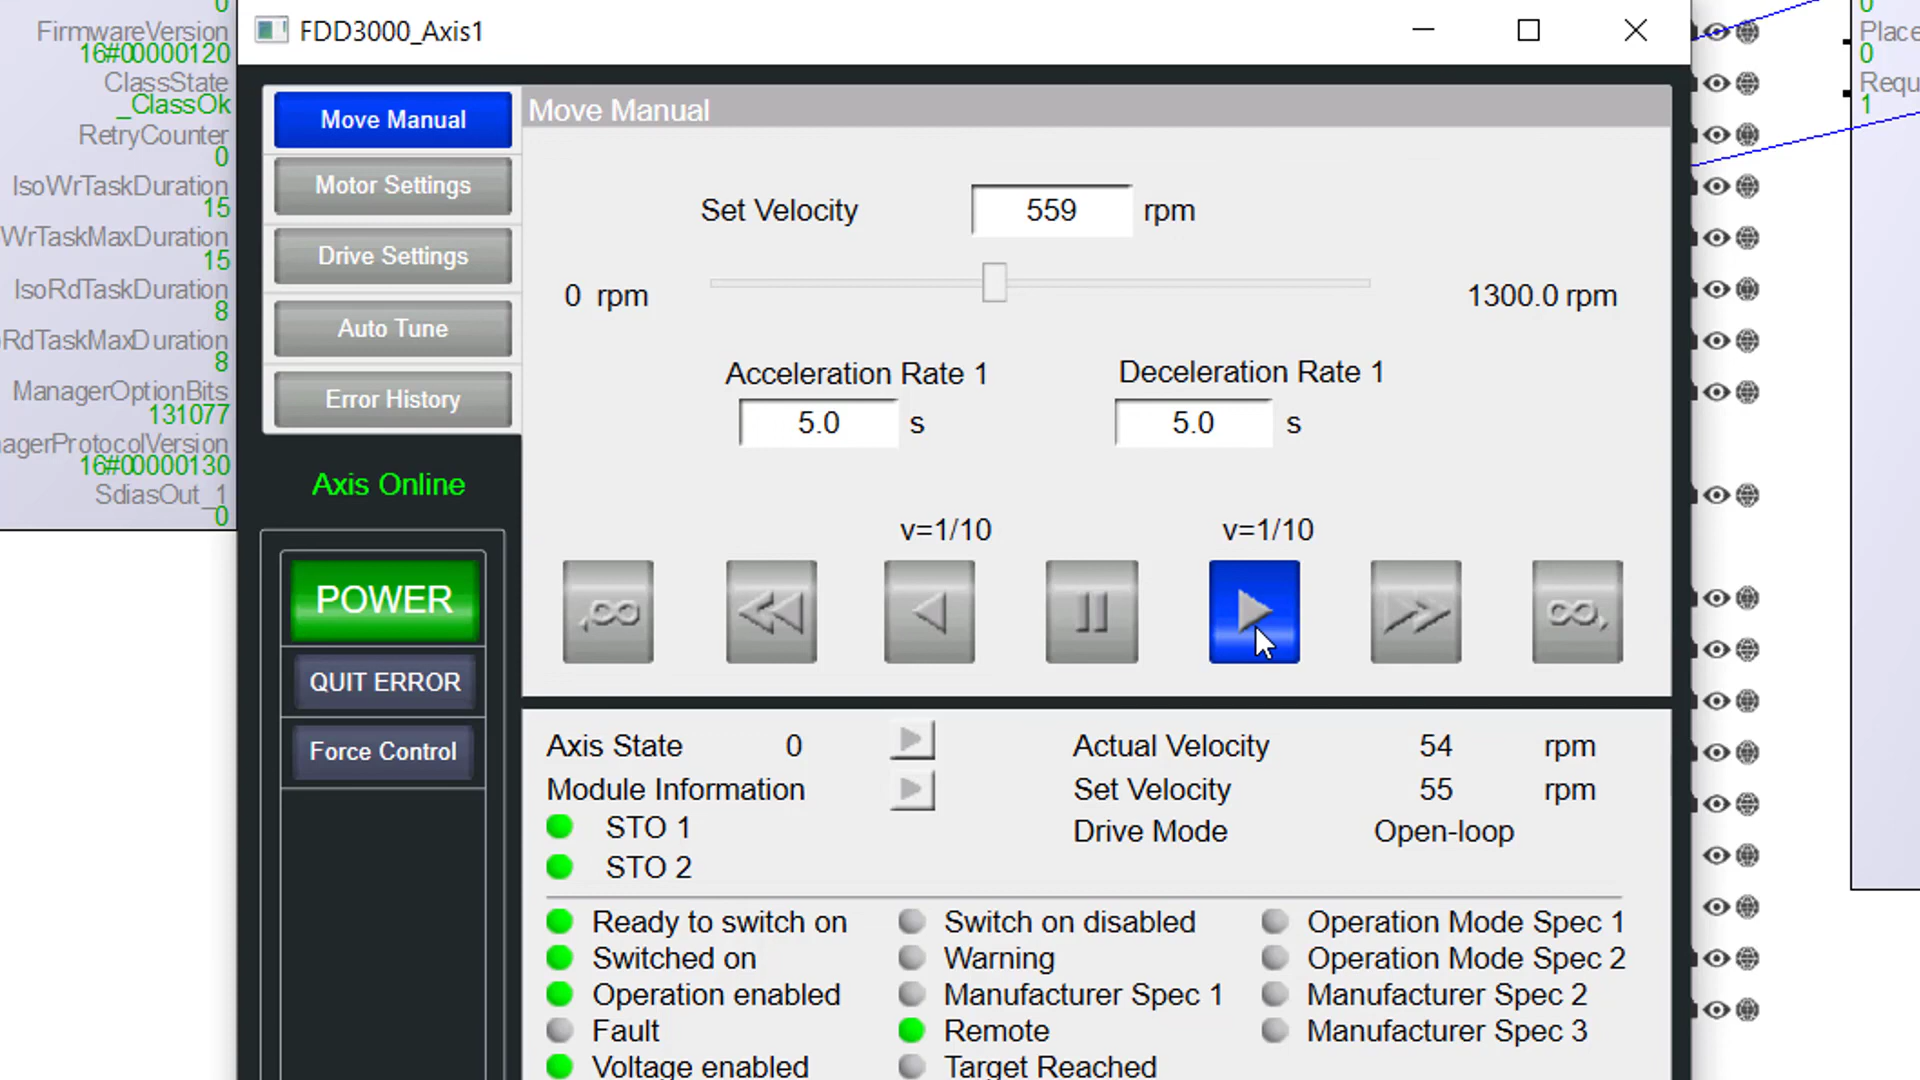 0
FirmwareVersion
16#00000120
ClassState
_ClassOk
RetryCounter
0
IsoWrTaskDuration
15
WrTaskMaxDuration
15
IsoRdTaskDuration
8
RdTaskMaxDuration
8
ManagerOptionBits
131077
nagerProtocolVersion
16#00000130
SdiasOut_1
0
FDD3000_Axis1
Move Manual
Motor Settings
Drive Settings
Auto Tune
Error History
Axis Online
POWER
QUIT ERROR
Force Control
Move Manual
Set Velocity 559 rpm
0 rpm 1300.0 rpm
Acceleration Rate 1 Deceleration Rate 1
5.0 s 5.0 s
v=1/10 v=1/10
Axis State 0
Module Information
STO 1
STO 2
Actual Velocity 54 rpm
Set Velocity 55 rpm
Drive Mode Open-loop
Ready to switch on Switch on disabled Operation Mode Spec 1
Switched on Warning Operation Mode Spec 2
Operation enabled Manufacturer Spec 1 Manufacturer Spec 2
Fault Remote Manufacturer Spec 3
Voltage enabled Target Reached
0
Place
0
Requ
1